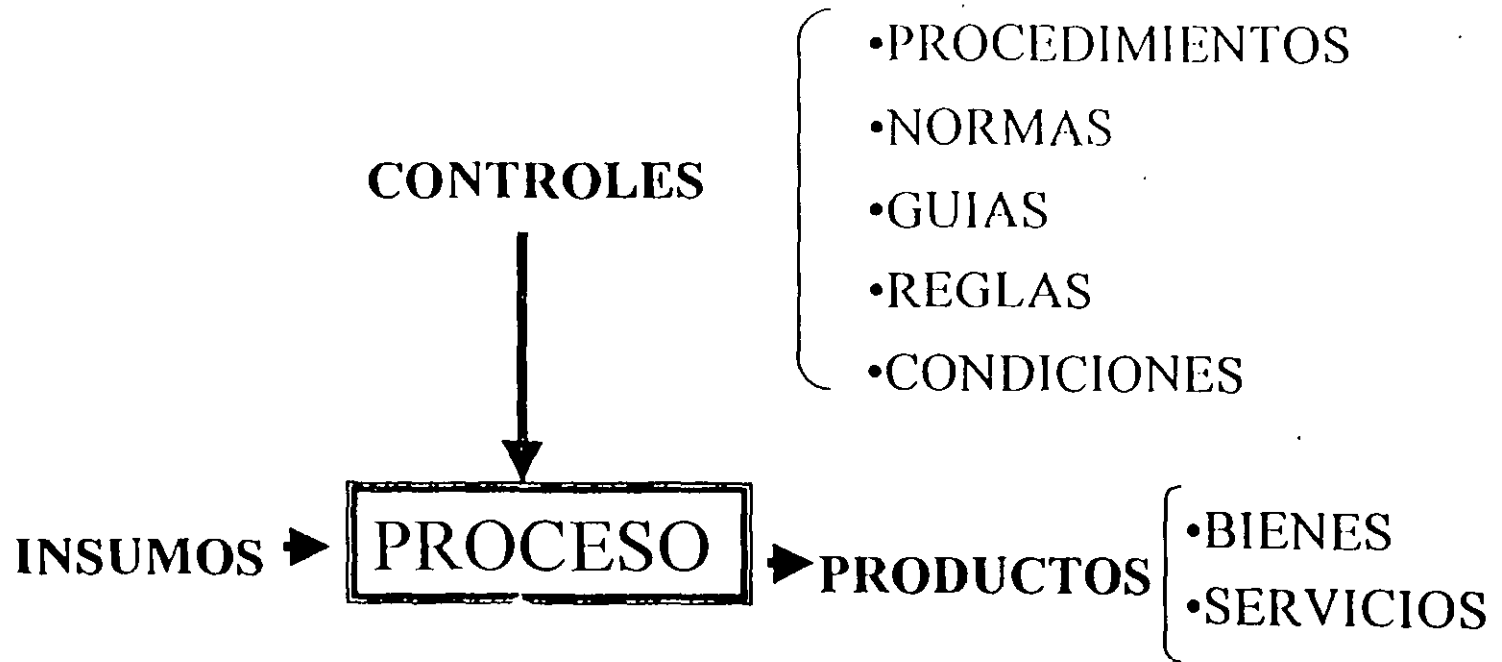 CONTROLES
•PROCEDIMIENTOS
•NORMAS
•GUIAS
•REGLAS
•CONDICIONES
INSUMOS
PROCESO
PRODUCTOS
•BIENES
•SERVICIOS